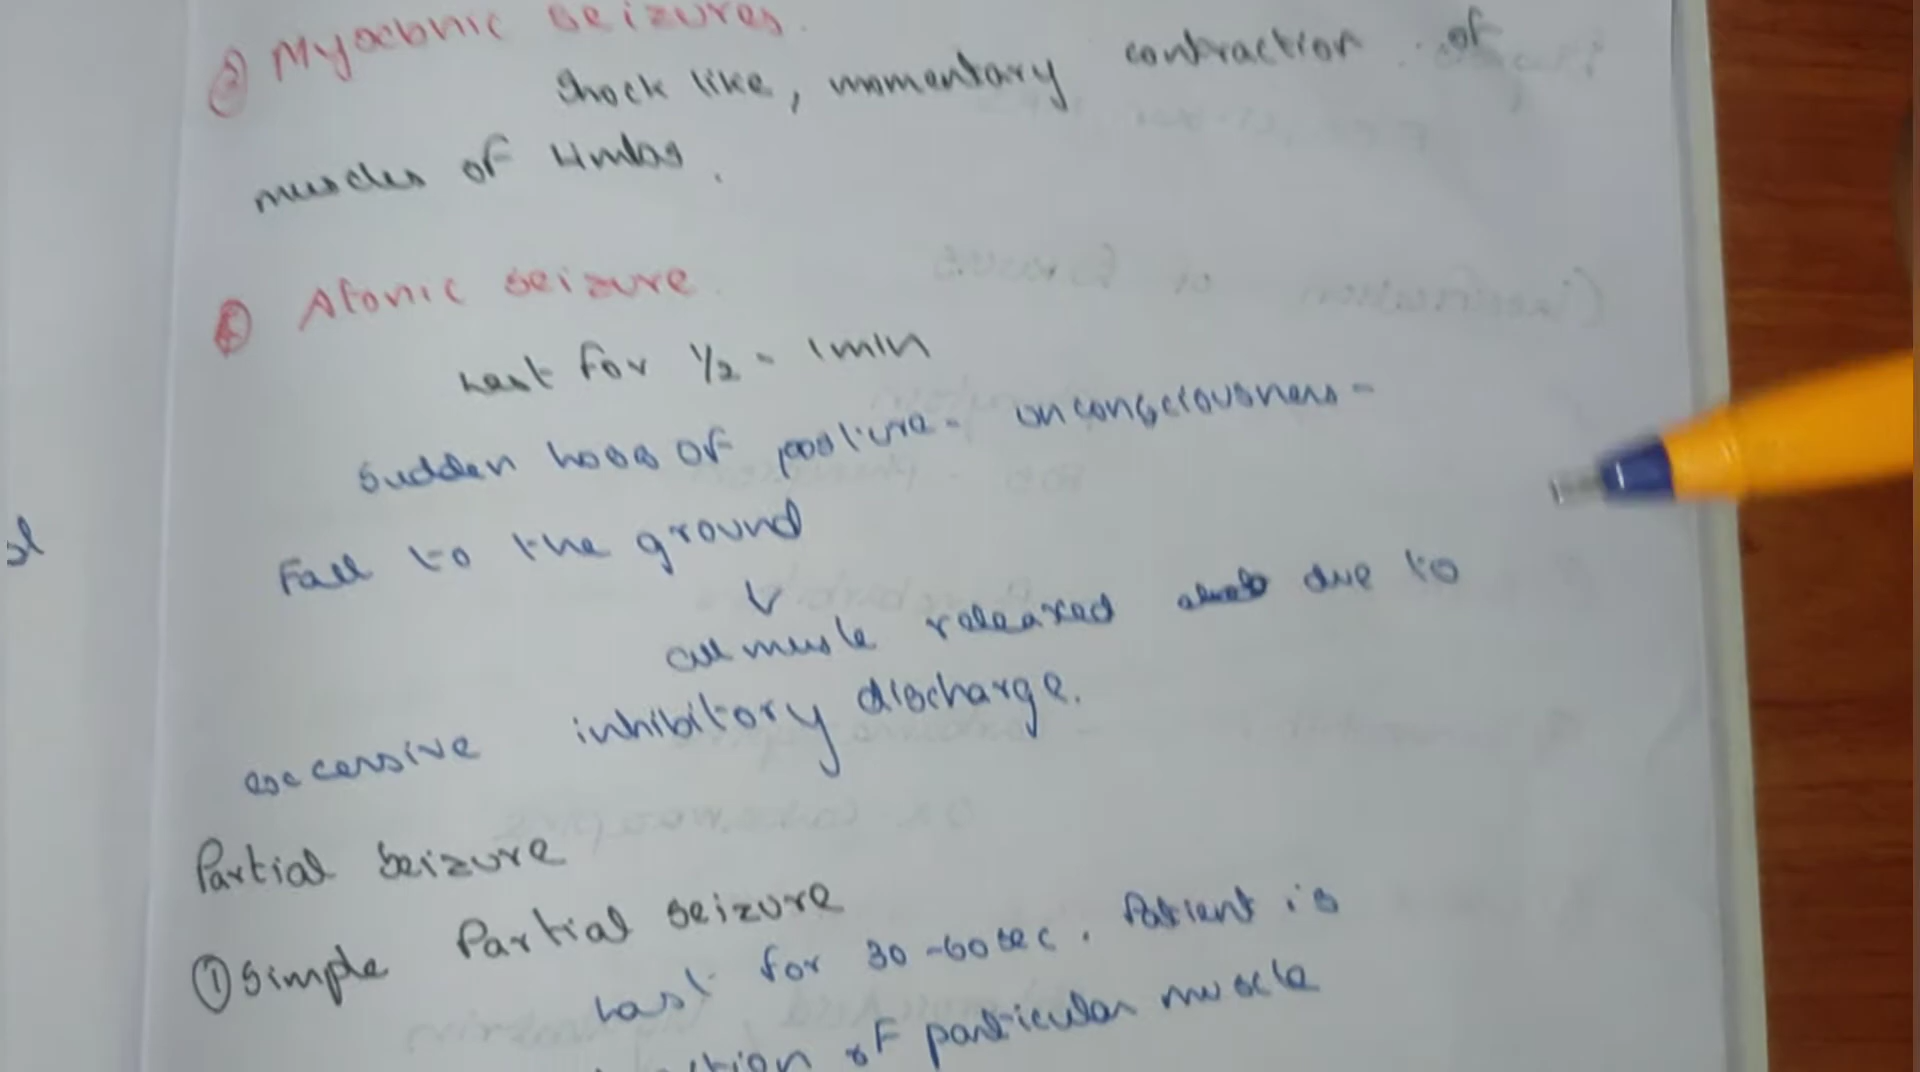 Myoclonic seizures.
shock like, momentary contraction of
muscles of limbs.
Atonic seizure
Last for 1/2 - 1min
sudden loss of posture - unconsciousness -
Fall to the ground
↓
all muscle relaxed due to
excessive inhibitory discharge.
Partial seizure
① Simple Partial seizure
Last for 30-60 sec. Patient is
of particular muscle